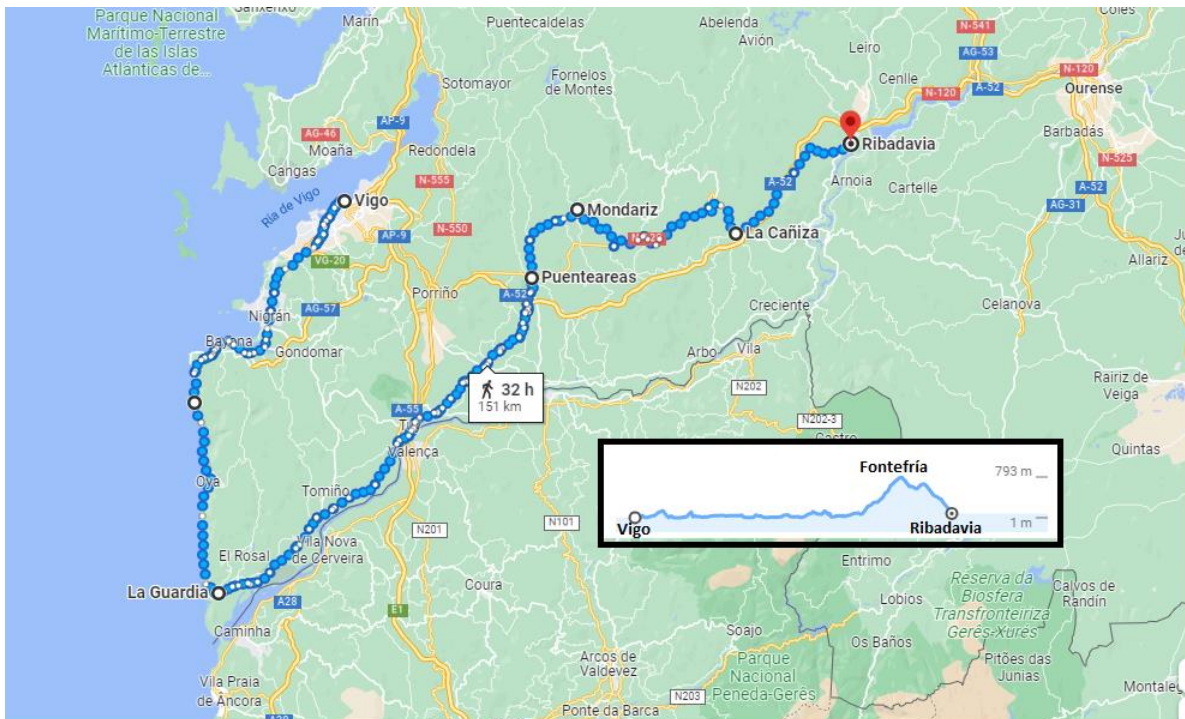 Parque Nacional
Marítimo-Terrestre
de las Islas
Atlánticas de...
Marín
Puentecaldelas
Abelenda
Avión
Leiro
N-541
AG-53
Coles
Sotomayor
Fornelos
de Montes
Cenlle
N-120
A-52
N-120
Ourense
AP-9
AG-46
Moaña
Redondela
Cangas
Ría de Vigo
Vigo
N-555
N-550
AP-9
VG-20
Ribadavia
Arnoia
Cartelle
Barbadás
N-525
A-52
AG-31
A-52
Mondariz
La Cañiza
Allariz
Puenteareas
A-52
Porriño
AG-57
Nigrán
Bayona
Gondomar
Creciente
Celanova
Arbo
Vila
N202
N202-3
32 h
151 km
Rairiz de
Veiga
A-55
Valença
Quintas
Oya
Tomiño
El Rosal
Vila Nova
de Cerveira
N201
N101
La Guardia
A28
Caminha
Coura
E1
Fontefría
793 m
1 m
Vigo
Ribadavia
Entrimo
Lobios
Reserva da
Biosfera
Transfronteiriza
Gerês-Xurés
Calvos de
Randín
Os Baños
Pitões das
Junias
Soajo
Arcos de
Valdevez
Parque
Nacional
Peneda-Gerês
Vila Praia
de Âncora
N203
Ponte da Barca